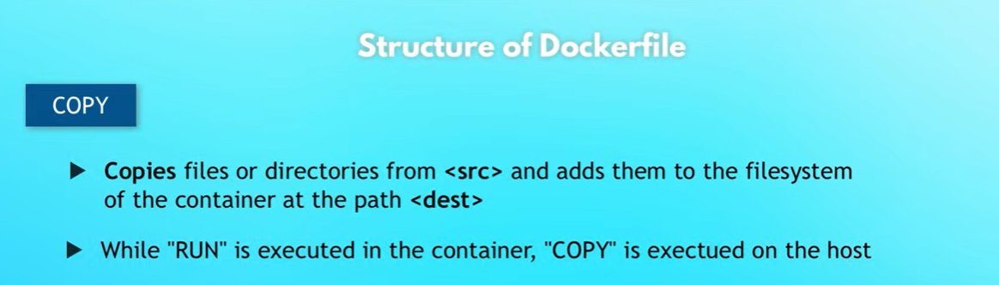 Structure of Dockerfile
COPY
▶ Copies files or directories from <src> and adds them to the filesystem
of the container at the path <dest>
▶ While "RUN" is executed in the container, "COPY" is exectued on the host